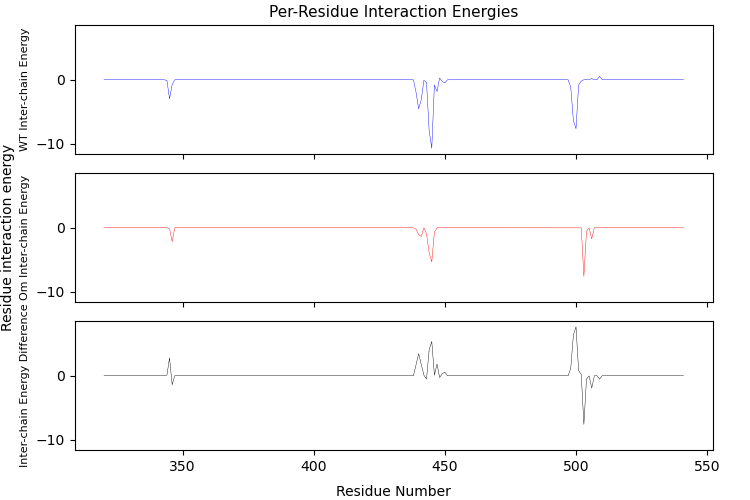 Per-Residue Interaction Energies
Residue interaction energy
WT Inter-chain Energy
0
−10
Om Inter-chain Energy
0
−10
Inter-chain Energy Difference
0
−10
350
400
450
500
550
Residue Number